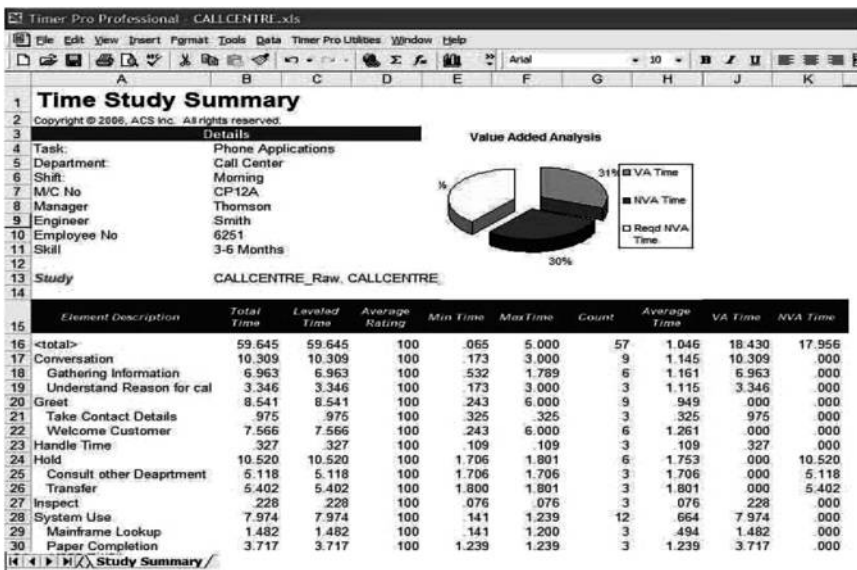 Timer Pro Professional - CALLCENTRE.xls
File Edit View Insert Format Tools Data Timer Pro Utilities Window Help
Arial 10 B I U
A B C D E F G H J K
1 Time Study Summary
2 Copyright © 2006, ACS Inc. All rights reserved.
3 Details
4 Task: Phone Applications
5 Department: Call Center
6 Shift: Morning
7 M/C No CP12A
8 Manager Thomson
9 Engineer Smith
10 Employee No 6251
11 Skill 3-6 Months
12
13 Study CALLCENTRE_Raw, CALLCENTRE
14
Value Added Analysis
31%
%
30%
VA Time
NVA Time
Reqd NVA
Time
15 Element Description Total Time Leveled Time Average Rating Min Time MaxTime Count Average Time VA Time NVA Time
16 <total> 59.645 59.645 100 .065 5.000 57 1.046 18.430 17.956
17 Conversation 10.309 10.309 100 .173 3.000 9 1.145 10.309 .000
18 Gathering Information 6.963 6.963 100 .532 1.789 6 1.161 6.963 .000
19 Understand Reason for cal 3.346 3.346 100 .173 3.000 3 1.115 3.346 .000
20 Greet 8.541 8.541 100 .243 6.000 9 .949 .000 .000
21 Take Contact Details .975 .975 100 .325 .325 3 .325 .975 .000
22 Welcome Customer 7.566 7.566 100 .243 6.000 6 1.261 .000 .000
23 Handle Time .327 .327 100 .109 .109 3 .109 .327 .000
24 Hold 10.520 10.520 100 1.706 1.801 6 1.753 .000 10.520
25 Consult other Deaprtment 5.118 5.118 100 1.706 1.706 3 1.706 .000 5.118
26 Transfer 5.402 5.402 100 1.800 1.801 3 1.801 .000 5.402
27 Inspect .228 .228 100 .076 .076 3 .076 .228 .000
28 System Use 7.974 7.974 100 .141 1.239 12 .664 7.974 .000
29 Mainframe Lookup 1.482 1.482 100 .141 1.200 3 .494 1.482 .000
30 Paper Completion 3.717 3.717 100 1.239 1.239 3 1.239 3.717 .000
Study Summary